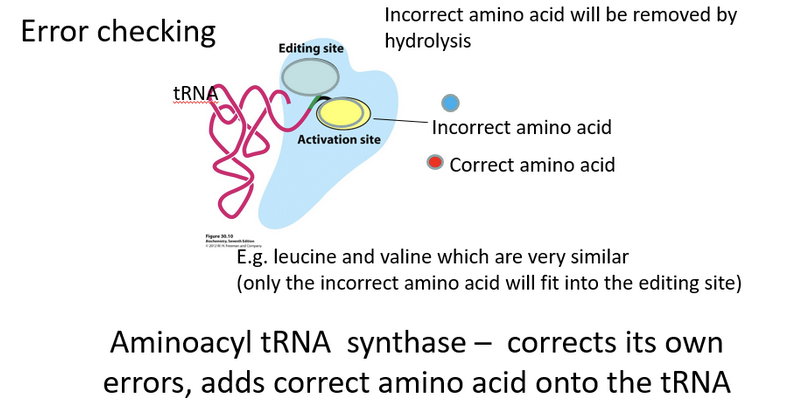 Error checking
Incorrect amino acid will be removed by
hydrolysis
Editing site
tRNA
Activation site
Incorrect amino acid
Correct amino acid
Figure 30.10
Biochemistry, Seventh Edition
© 2012 W. H. Freeman and Company
E.g. leucine and valine which are very similar
(only the incorrect amino acid will fit into the editing site)
Aminoacyl tRNA synthase – corrects its own
errors, adds correct amino acid onto the tRNA